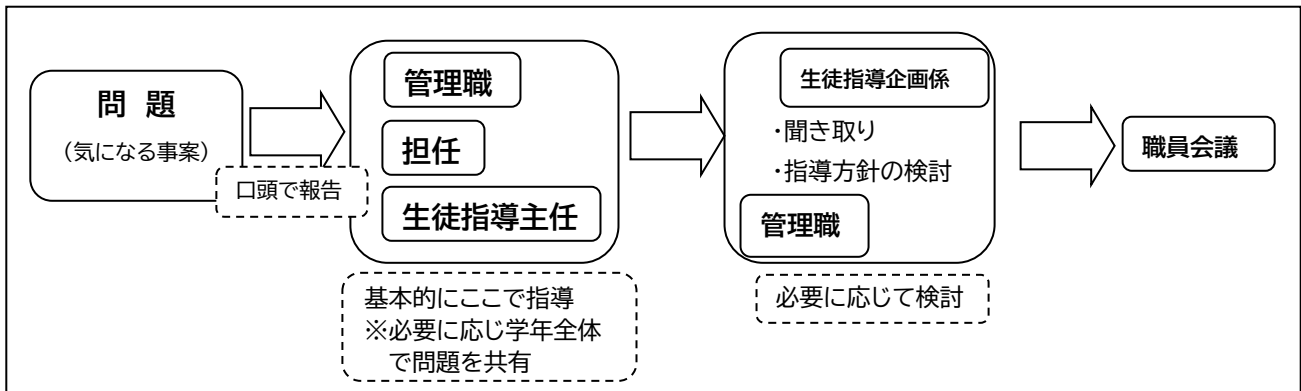 問 題
(気になる事案)
口頭で報告
管理職
担任
生徒指導主任
基本的にここで指導
※必要に応じ学年全体
で問題を共有
生徒指導企画係
・聞き取り
・指導方針の検討
管理職
必要に応じて検討
職員会議